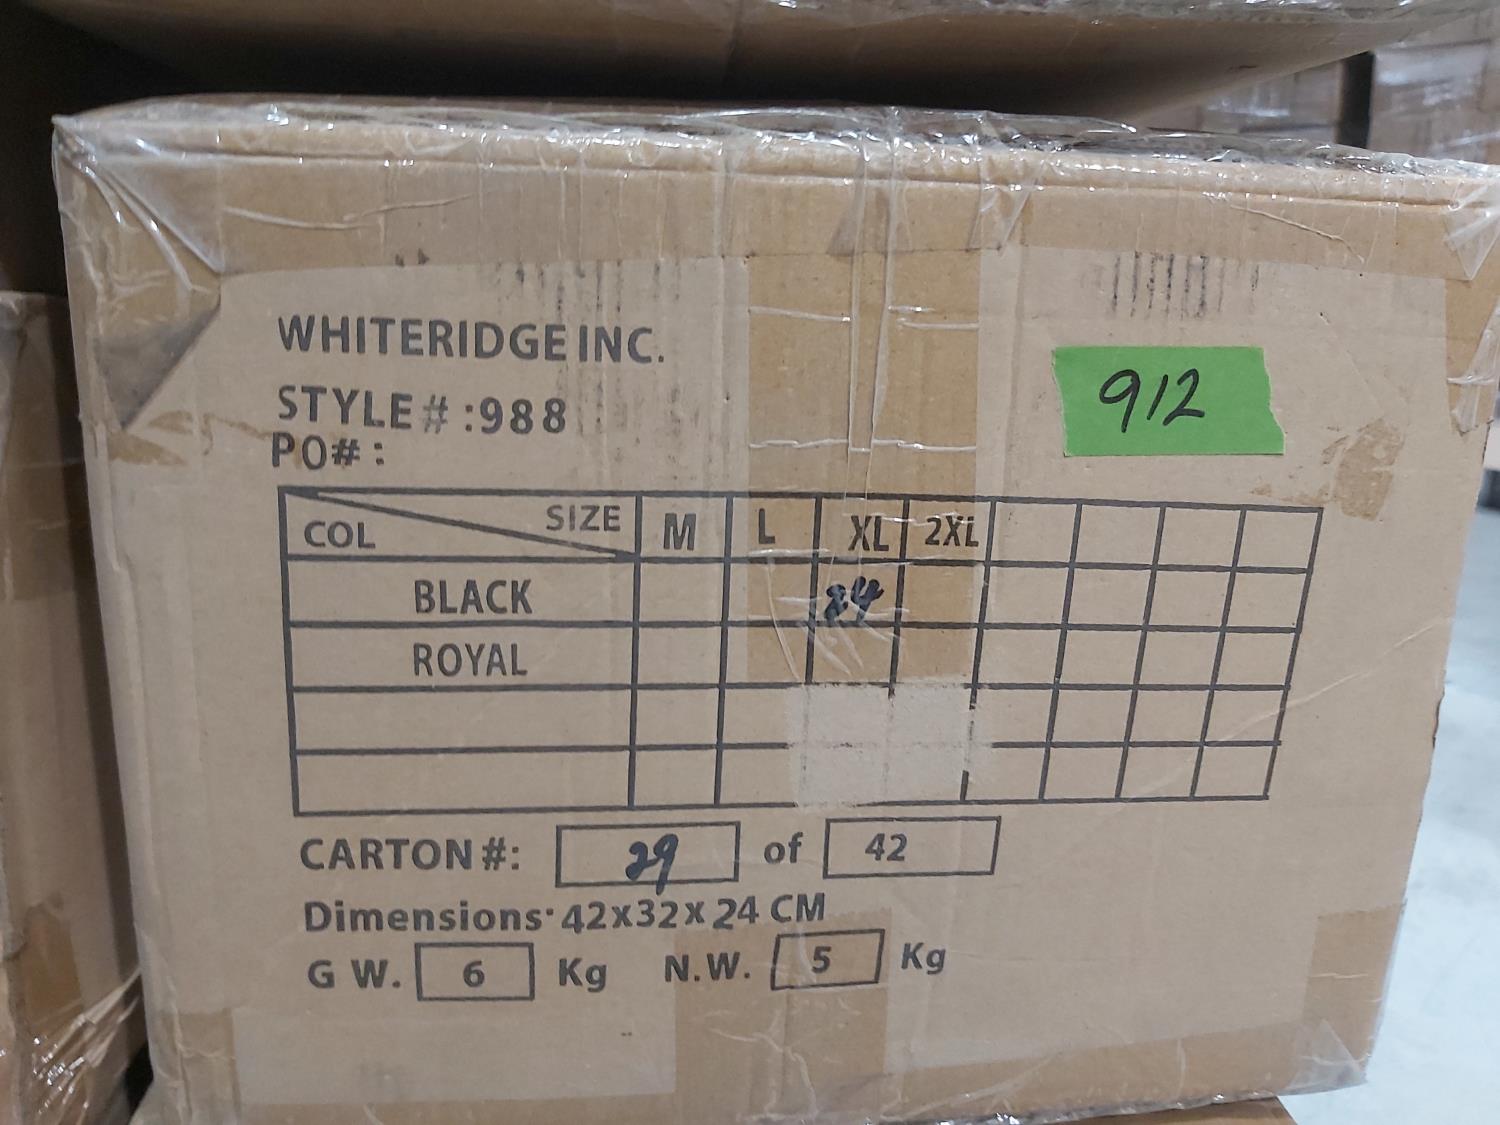 WHITERIDGE INC.
STYLE# :988
PO# :
912
SIZE
COL
M L XL 2XL
BLACK 24
ROYAL
CARTON #: 29 of 42
Dimensions: 42x32x24 CM
G W. 6 Kg N.W. 5 Kg